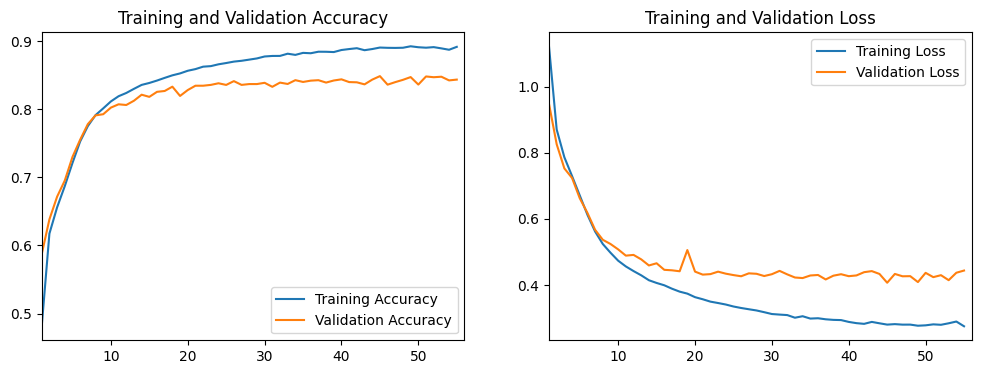 Training and Validation Accuracy
0.9
0.8
0.7
0.6
0.5
10 20 30 40 50
Training Accuracy
Validation Accuracy
Training and Validation Loss
1.0
0.8
0.6
0.4
10 20 30 40 50
Training Loss
Validation Loss